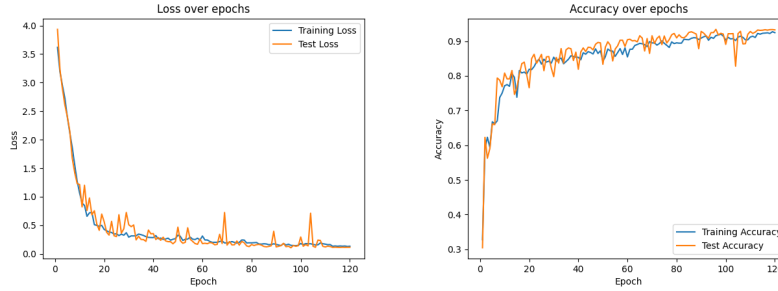 Loss over epochs
4.0
3.5
3.0
2.5
2.0
1.5
1.0
0.5
0.0
Loss
0 20 40 60 80 100 120
Epoch
Training Loss
Test Loss
Accuracy over epochs
0.9
0.8
0.7
0.6
0.5
0.4
0.3
Accuracy
0 20 40 60 80 100 120
Epoch
Training Accuracy
Test Accuracy